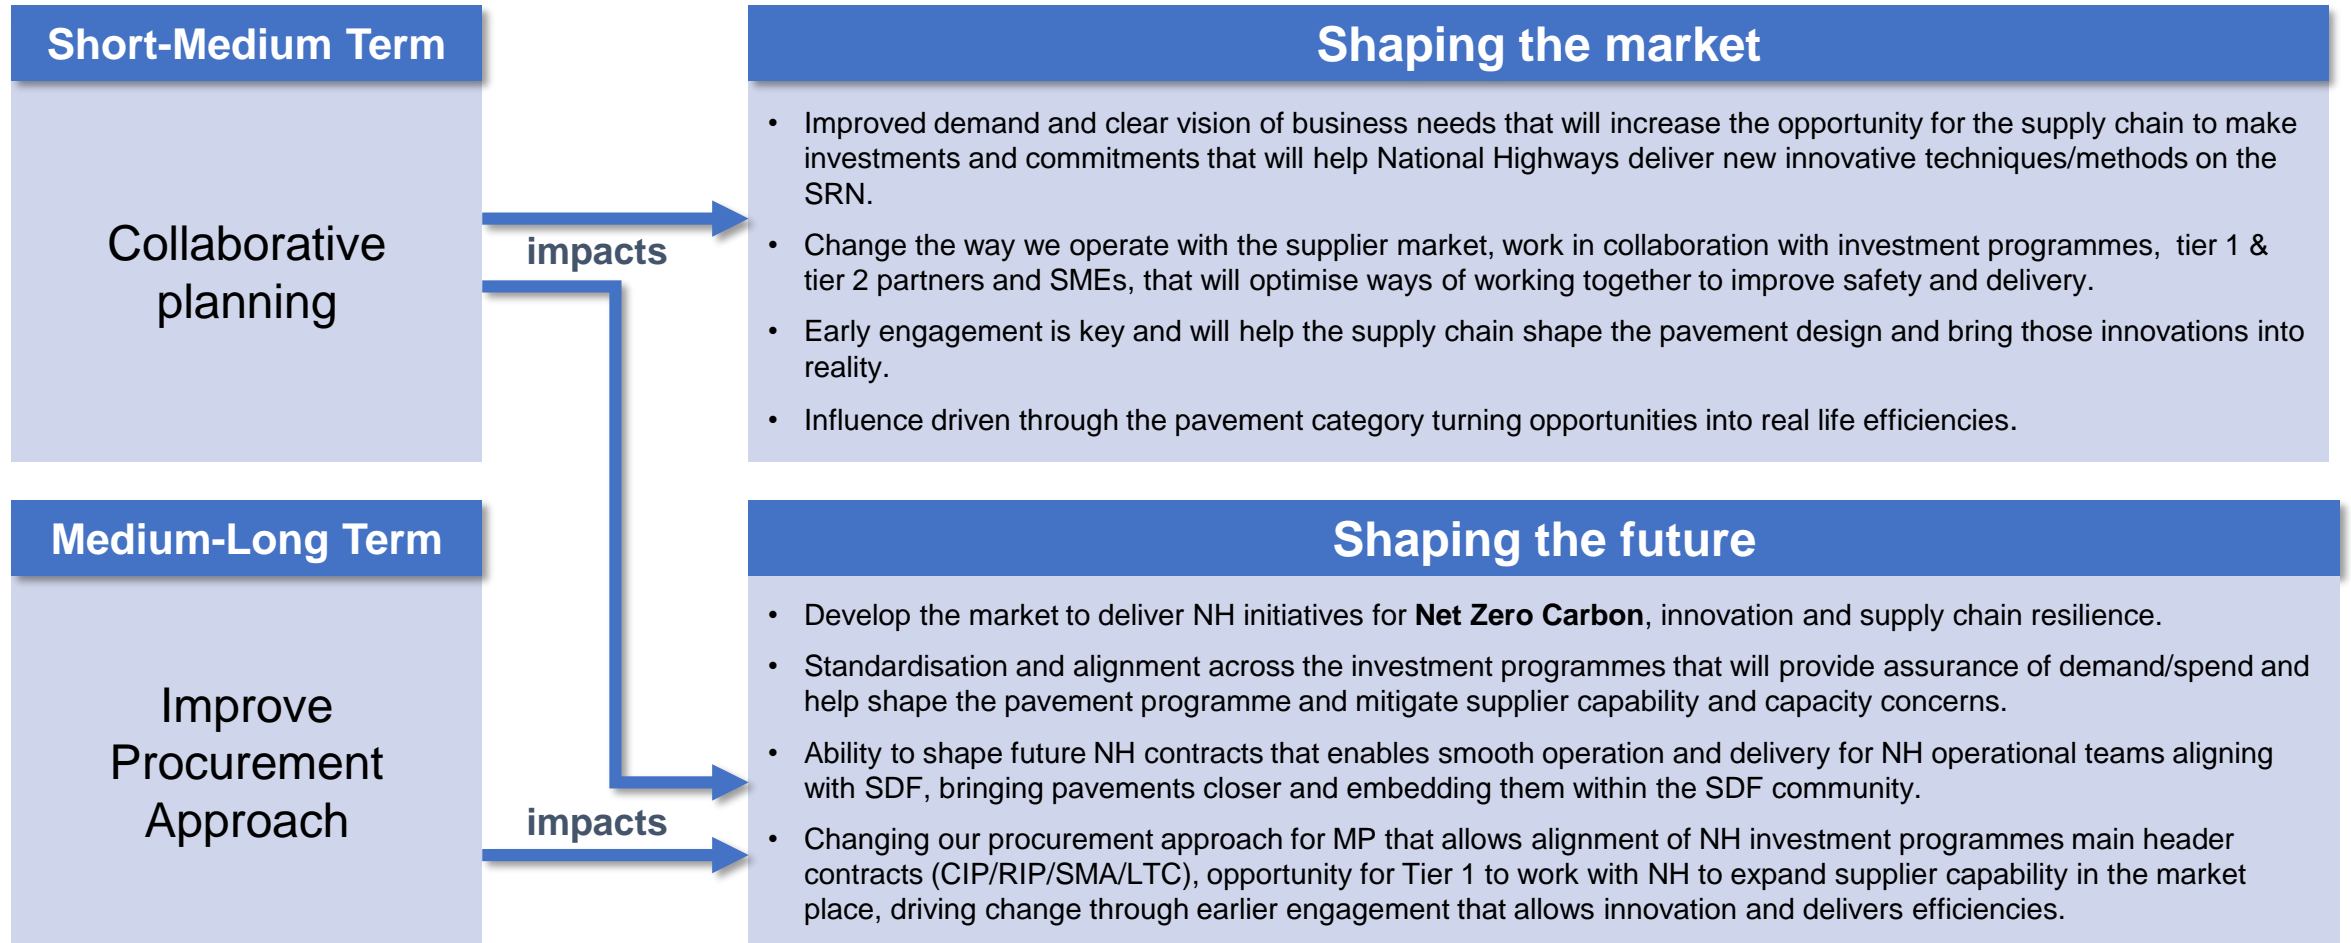 Short-Medium Term
Collaborative
planning
impacts
Shaping the market
• Improved demand and clear vision of business needs that will increase the opportunity for the supply chain to make
investments and commitments that will help National Highways deliver new innovative techniques/methods on the
SRN.
• Change the way we operate with the supplier market, work in collaboration with investment programmes, tier 1 &
tier 2 partners and SMEs, that will optimise ways of working together to improve safety and delivery.
• Early engagement is key and will help the supply chain shape the pavement design and bring those innovations into
reality.
• Influence driven through the pavement category turning opportunities into real life efficiencies.
Medium-Long Term
Improve
Procurement
Approach
impacts
Shaping the future
• Develop the market to deliver NH initiatives for Net Zero Carbon, innovation and supply chain resilience.
• Standardisation and alignment across the investment programmes that will provide assurance of demand/spend and
help shape the pavement programme and mitigate supplier capability and capacity concerns.
• Ability to shape future NH contracts that enables smooth operation and delivery for NH operational teams aligning
with SDF, bringing pavements closer and embedding them within the SDF community.
• Changing our procurement approach for MP that allows alignment of NH investment programmes main header
contracts (CIP/RIP/SMA/LTC), opportunity for Tier 1 to work with NH to expand supplier capability in the market
place, driving change through earlier engagement that allows innovation and delivers efficiencies.